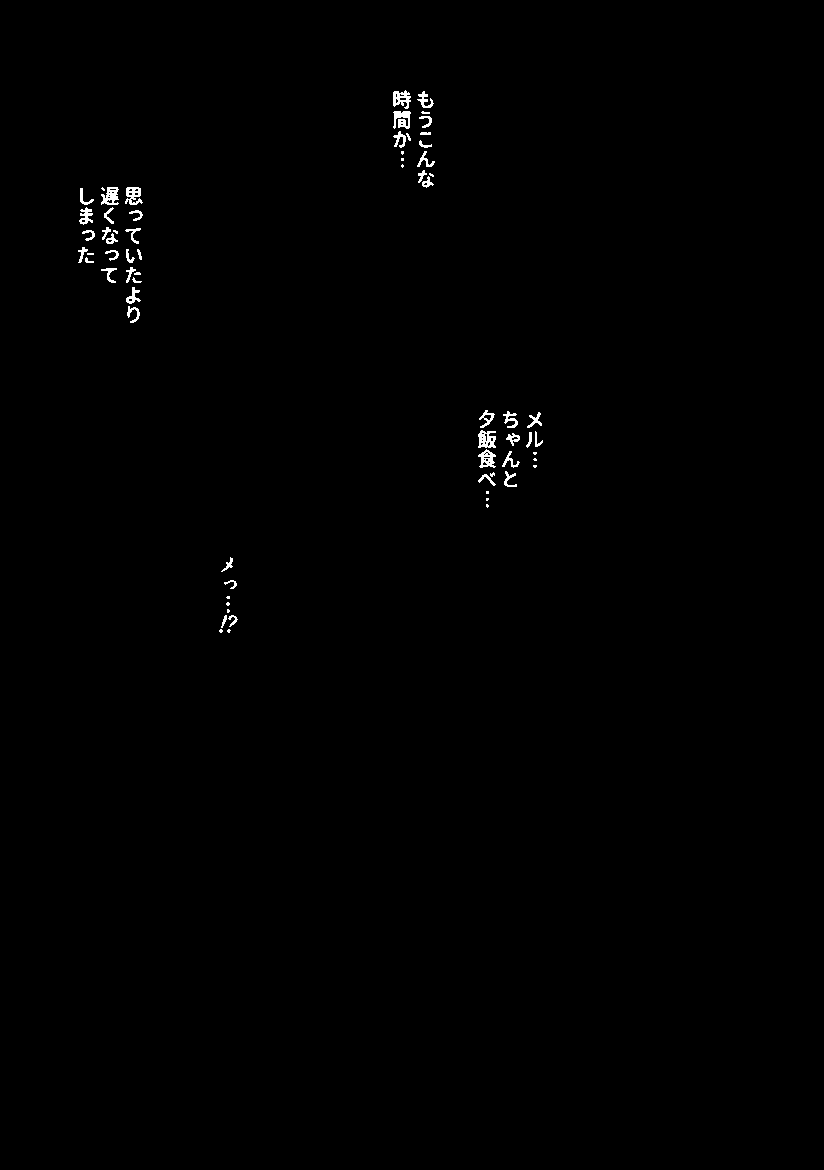 もうこんな
時間か…
思っていたより
遅くなって
しまった
メル…
ちゃんと
夕飯食べ…
メっ…!?